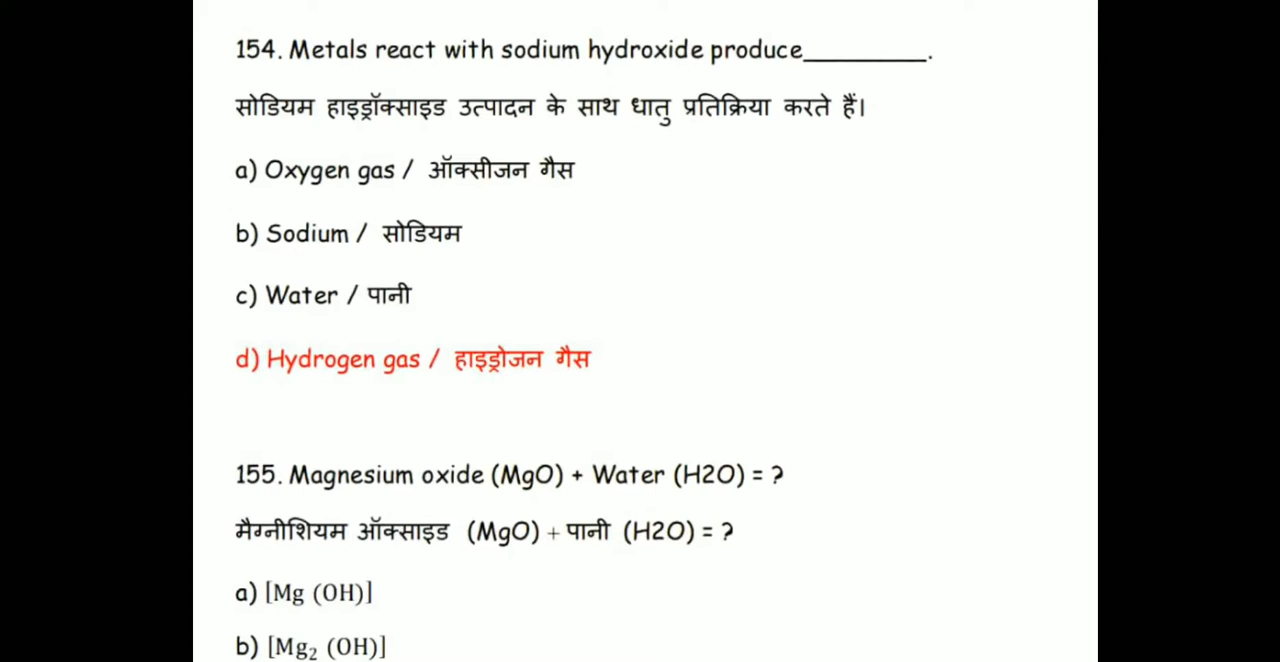 154. Metals react with sodium hydroxide produce_________.
सोडियम हाइड्रॉक्साइड उत्पादन के साथ धातु प्रतिक्रिया करते हैं।
a) Oxygen gas / ऑक्सीजन गैस
b) Sodium / सोडियम
c) Water / पानी
d) Hydrogen gas / हाइड्रोजन गैस
155. Magnesium oxide (MgO) + Water (H2O) = ?
मैग्नीशियम ऑक्साइड (MgO) + पानी (H2O) = ?
a) [Mg (OH)]
b) [Mg₂ (OH)]